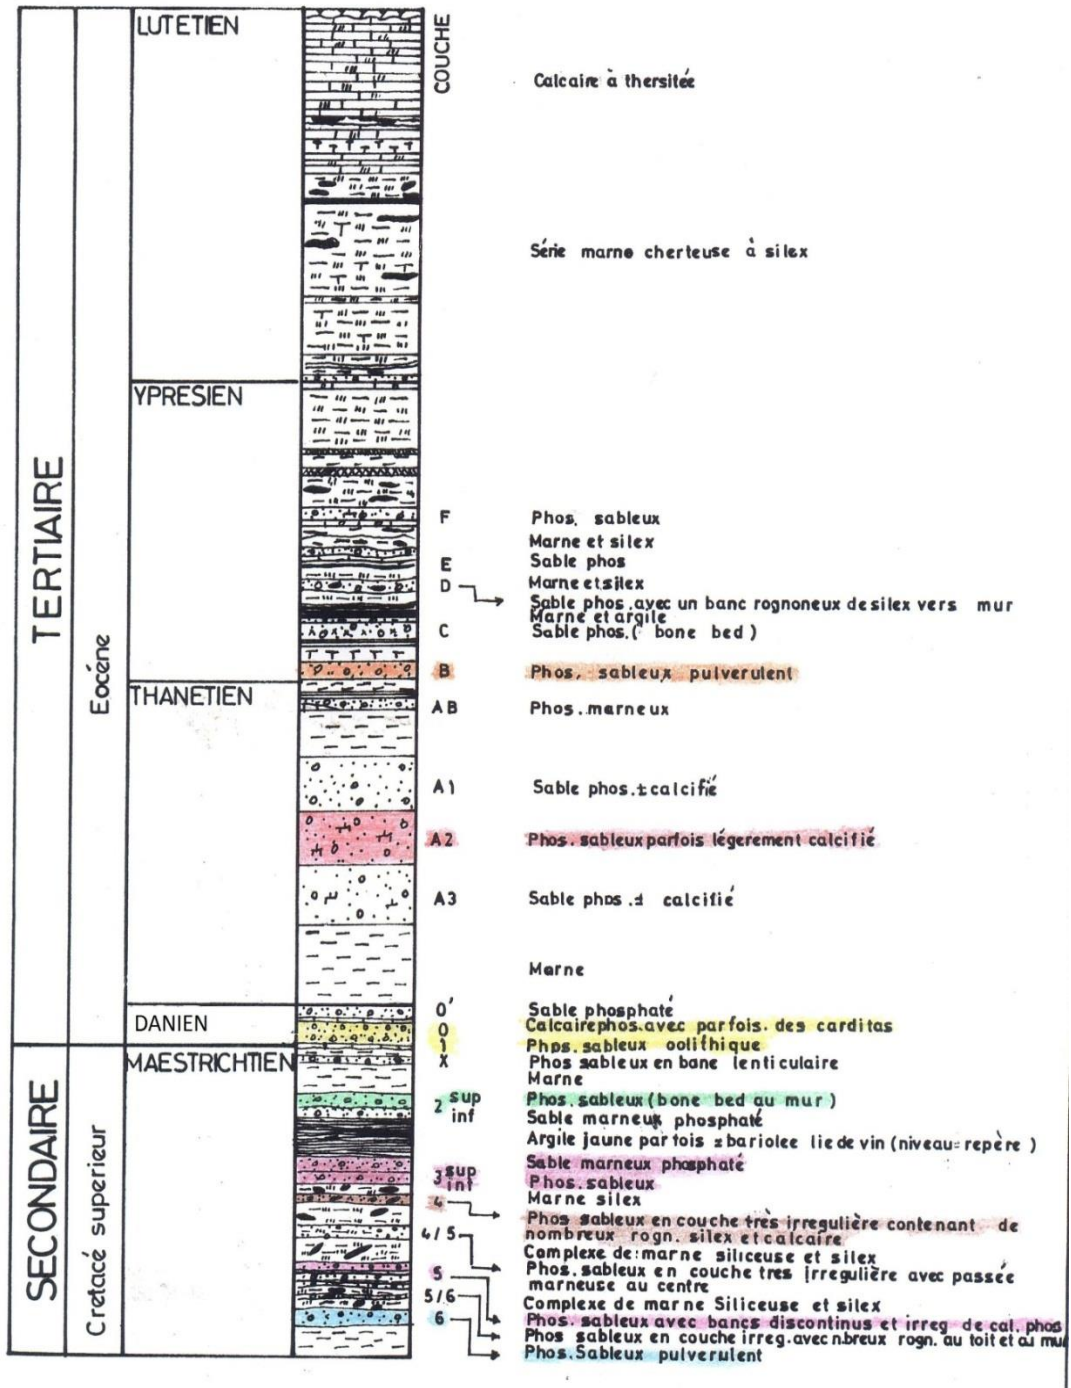 TERTIAIRE
SECONDAIRE
Eocéne
Cretacé superieur
LUTETIEN
YPRESIEN
THANETIEN
DANIEN
MAESTRICHTIEN
COUCHE
Calcaire à thersitée
Série marno cherteuse à silex
F Phos. sableux
Marne et silex
E Sable phos
D Marne et silex
Sable phos. avec un banc rognoneux de silex vers mur
Marne et argile
C Sable phos. ( bone bed )
B Phos. sableux pulverulent
AB Phos. marneux
A1 Sable phos. ± calcifié
A2 Phos. sableux parfois légerement calcifié
A3 Sable phos. ± calcifié
Marne
0' Sable phosphaté
0 Calcaire phos. avec parfois. des carditas
1 Phos. sableux oolithique
X Phos sableux en banc lenticulaire
Marne
2 sup Phos. sableux (bone bed au mur )
inf Sable marneux phosphaté
Argile jaune parfois ± bariolee lie de vin (niveau=repère )
3 sup Sable marneux phosphaté
inf Phos. sableux
Marne silex
4 Phos sableux en couche très irregulière contenant de
nombreux rogn. silex et calcaire
Complexe de marne siliceuse et silex
4/5 Phos. sableux en couche tres irregulière avec passée
marneuse au centre
Complexe de marne Siliceuse et silex
5 Phos. sableux avec bancs discontinus et irreg de cal. phos
5/6 Phos sableux en couche irreg. avec nbreux rogn. au toit et au mur
6 Phos. Sableux pulverulent